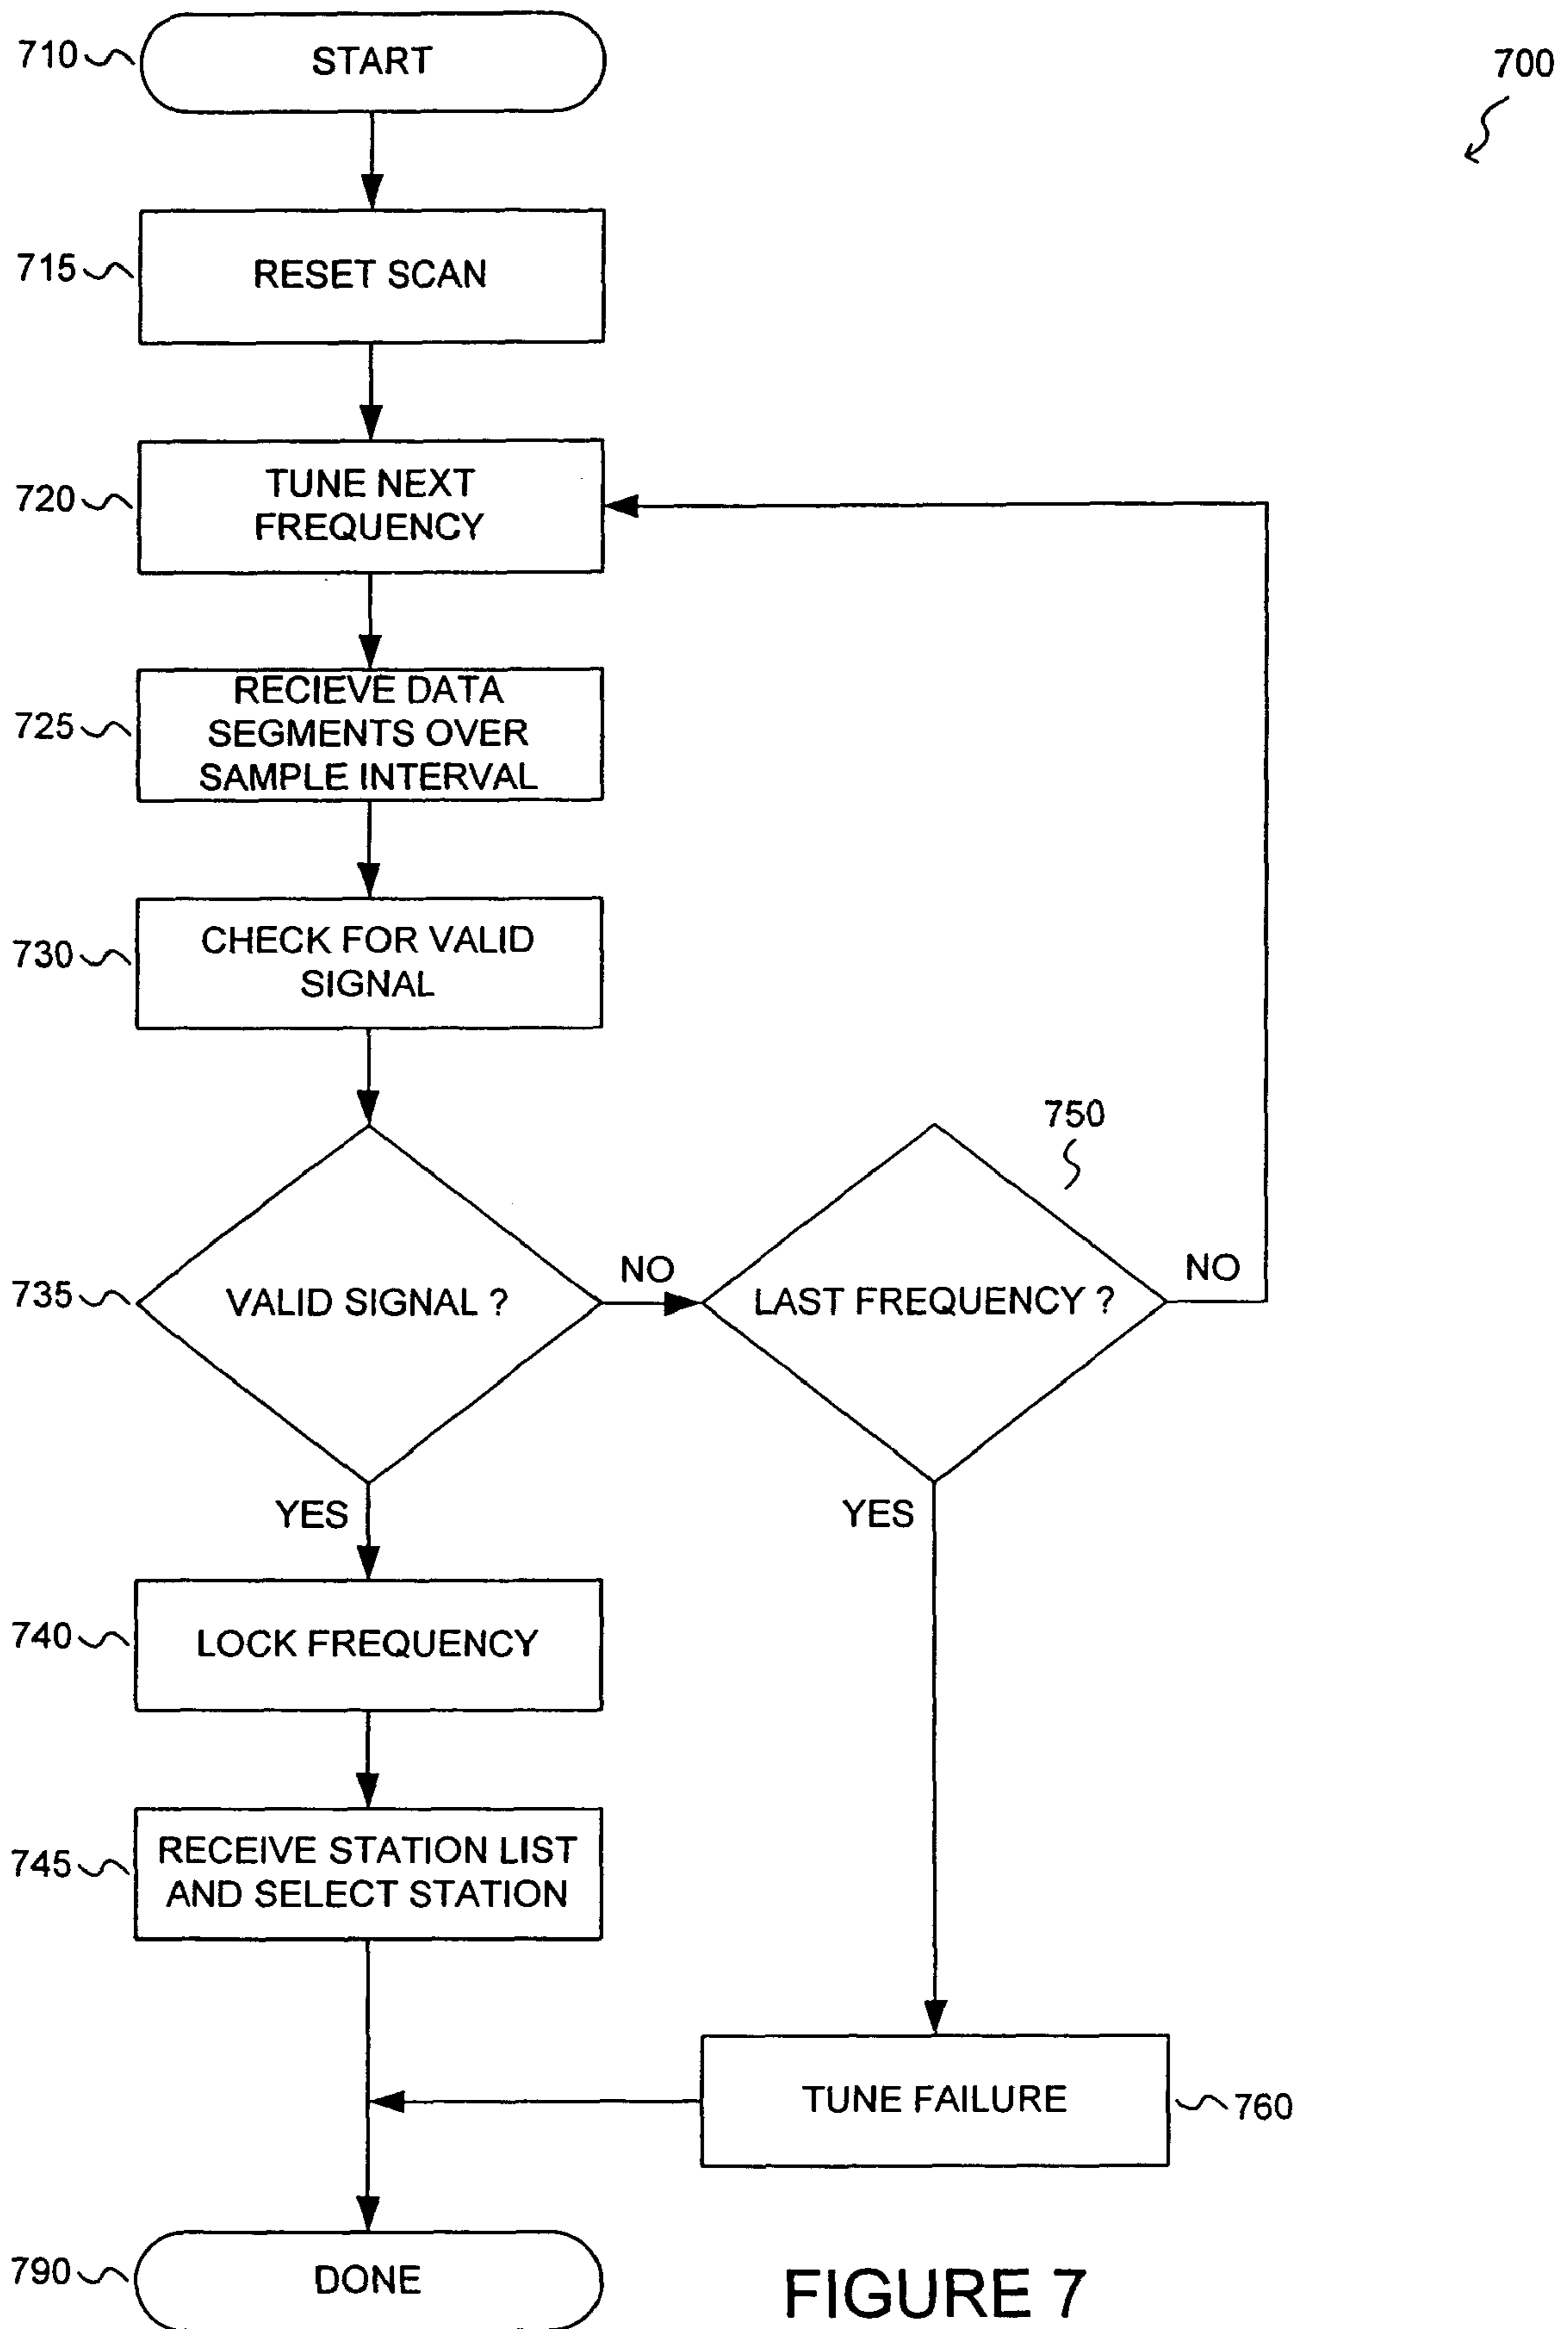 710
START
700
715
RESET SCAN
720
TUNE NEXT
FREQUENCY
725
RECIEVE DATA
SEGMENTS OVER
SAMPLE INTERVAL
730
CHECK FOR VALID
SIGNAL
750
735
VALID SIGNAL ?
NO
LAST FREQUENCY ?
NO
YES
YES
740
LOCK FREQUENCY
745
RECEIVE STATION LIST
AND SELECT STATION
TUNE FAILURE
760
790
DONE
FIGURE 7